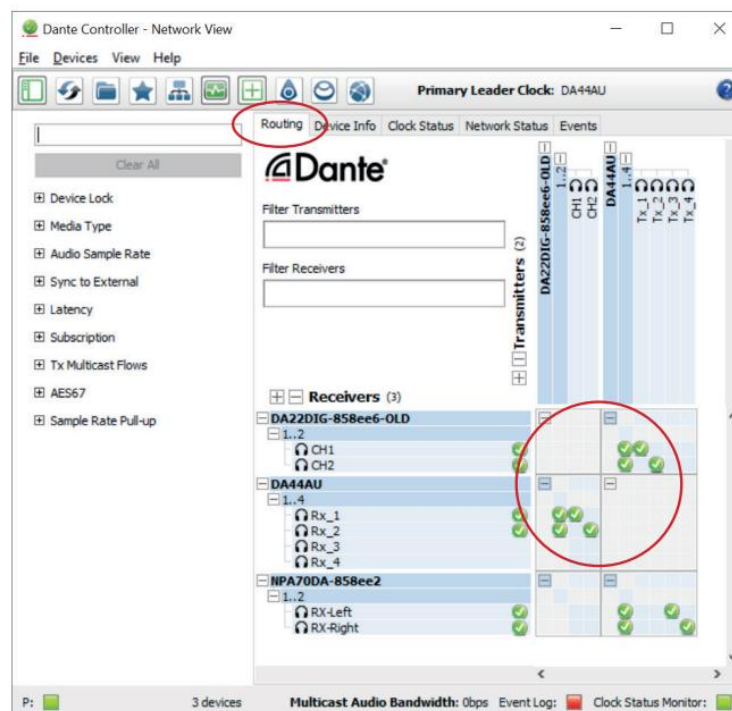 Dante Controller - Network View
File Devices View Help
Primary Leader Clock: DA44AU
Routing Device Info Clock Status Network Status Events
Clear All
Device Lock
Media Type
Audio Sample Rate
Sync to External
Latency
Subscription
Tx Multicast Flows
AES67
Sample Rate Pull-up
Dante®
Filter Transmitters
Filter Receivers
Transmitters (2)
DA22DIG-858ee6-OLD
1..2
CH1
CH2
DA44AU
1..4
Tx_1
Tx_2
Tx_3
Tx_4
Receivers (3)
DA22DIG-858ee6-OLD
1..2
CH1
CH2
DA44AU
1..4
Rx_1
Rx_2
Rx_3
Rx_4
NPA70DA-858ee2
1..2
RX-Left
RX-Right
P: 3 devices Multicast Audio Bandwidth: 0bps Event Log: Clock Status Monitor: